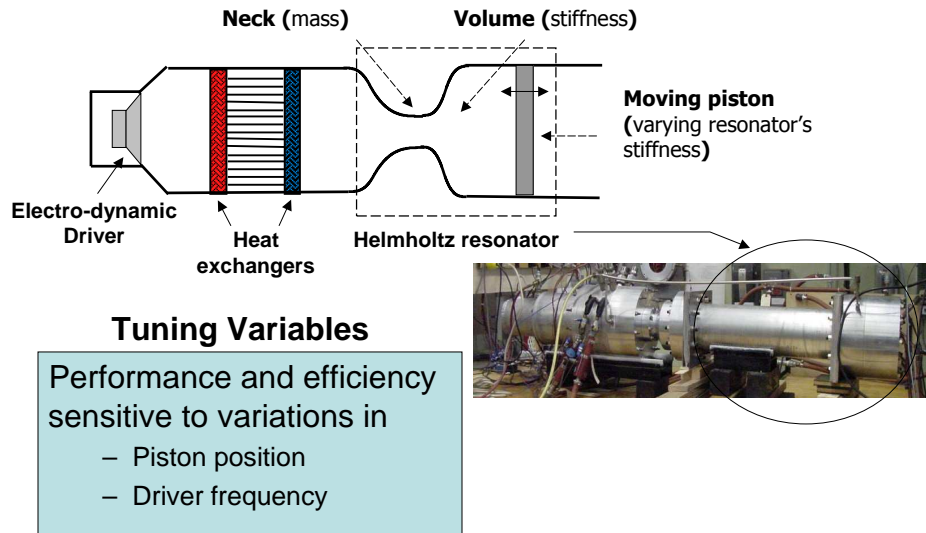 Neck (mass)
Volume (stiffness)
Moving piston
(varying resonator's
stiffness)
Electro-dynamic
Driver
Heat
exchangers
Helmholtz resonator
Tuning Variables
Performance and efficiency
sensitive to variations in
– Piston position
– Driver frequency